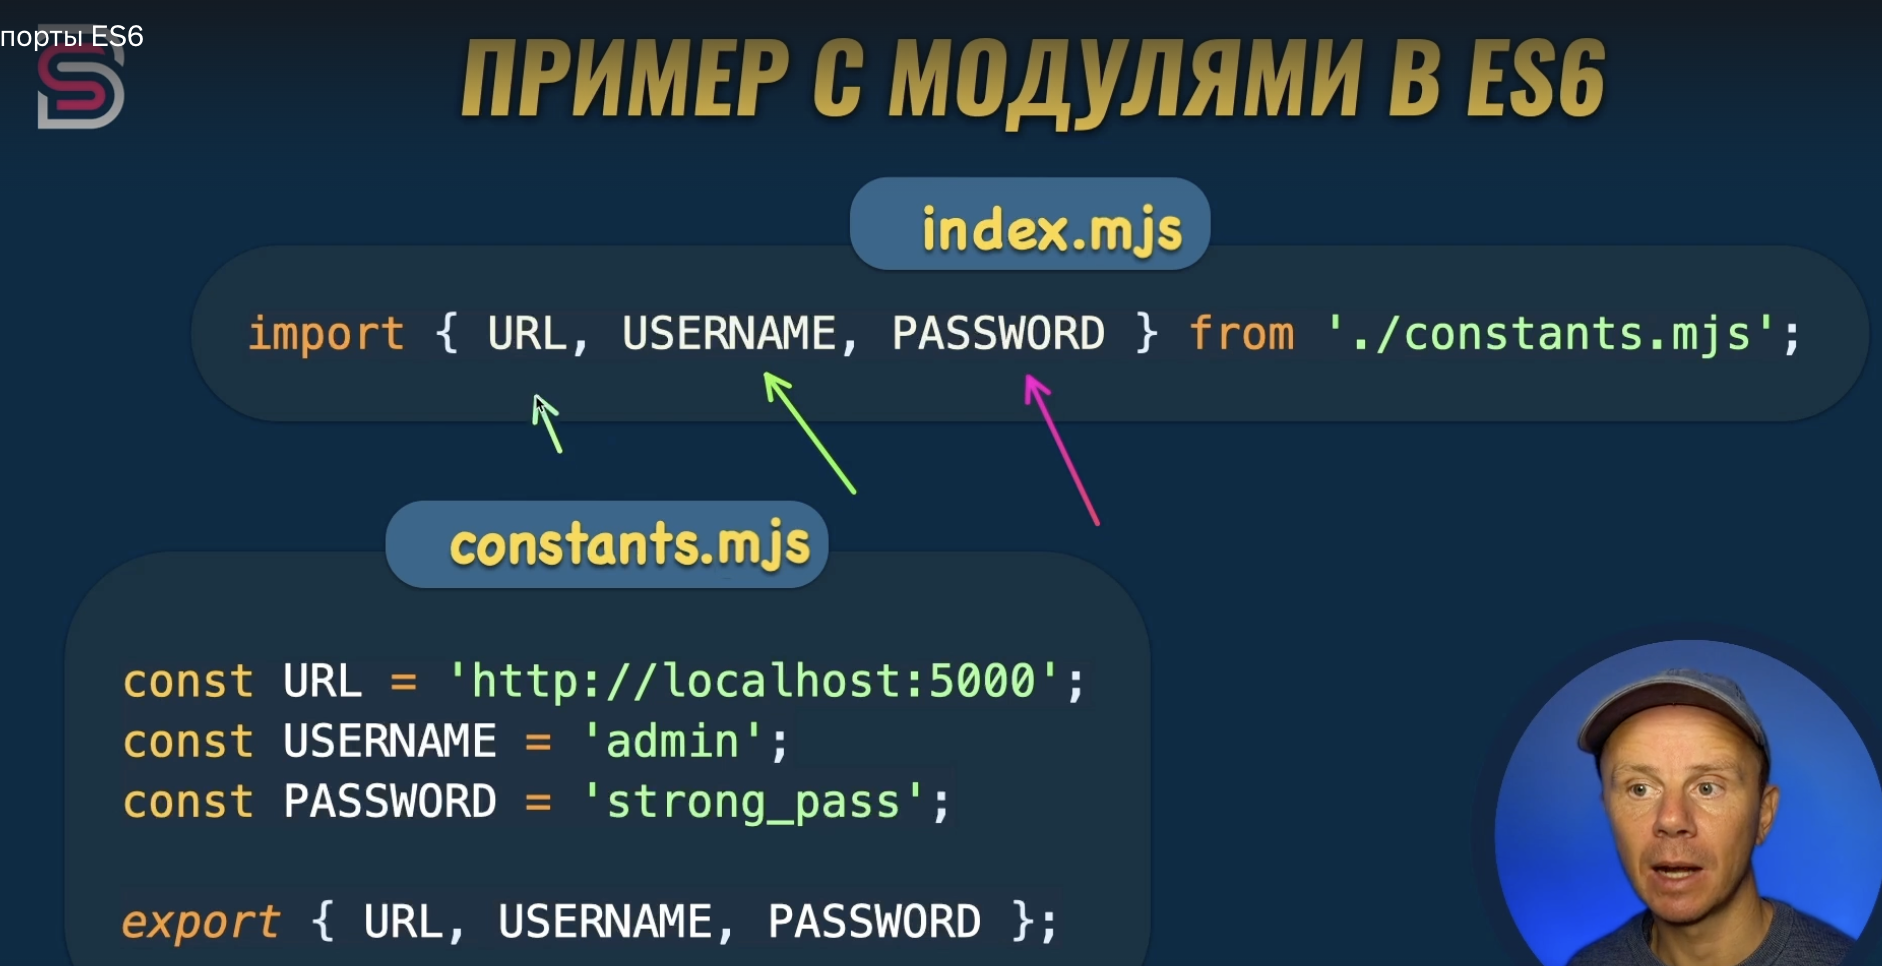 порты ES6
ПРИМЕР С МОДУЛЯМИ В ES6
index.mjs
import { URL, USERNAME, PASSWORD } from './constants.mjs';
constants.mjs
const URL = 'http://localhost:5000';
const USERNAME = 'admin';
const PASSWORD = 'strong_pass';
export { URL, USERNAME, PASSWORD };